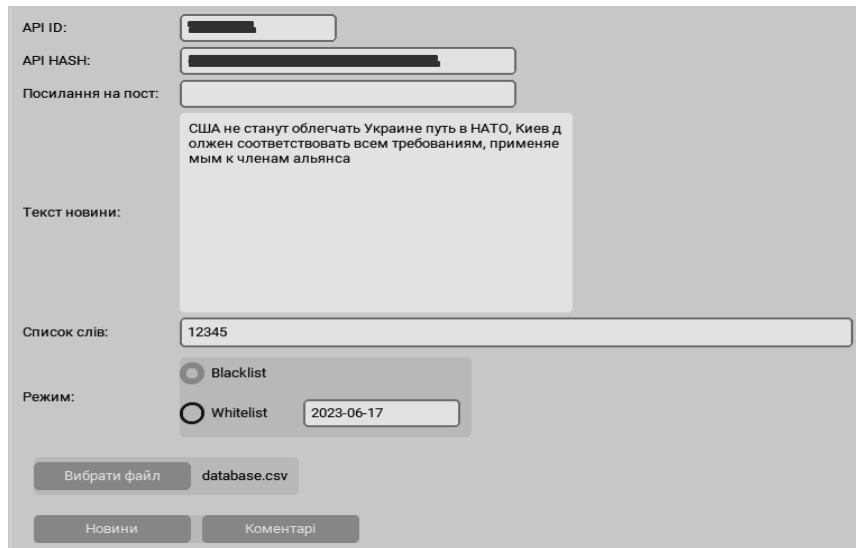 API ID:
API HASH:
Посилання на пост:
США не станут облегчать Украине путь в НАТО, Киев д
олжен соответствовать всем требованиям, применяе
мым к членам альянса
Текст новини:
Список слів: 12345
Blacklist
Режим:
Whitelist 2023-06-17
Вибрати файл database.csv
Новини Коментарі